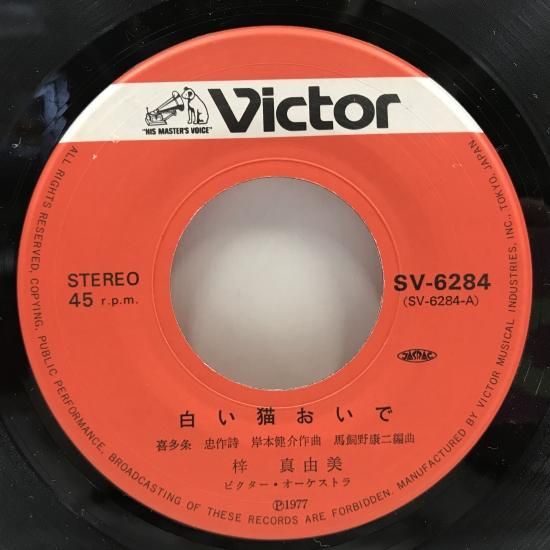 Victor
"HIS MASTER'S VOICE"
STEREO
45 r.p.m.
SV-6284
(SV-6284-A)
JASRAC
白い猫おいで
喜多条 忠作詩 岸本健介作曲 馬飼野康二編曲
梓 真由美
ビクター・オーケストラ
Ⓟ1977
ALL RIGHTS RESERVED, COPYING, PUBLIC PERFORMANCE, BROADCASTING OF THESE RECORDS ARE FORBIDDEN. MANUFACTURED BY VICTOR MUSICAL INDUSTRIES, INC., TOKYO, JAPAN